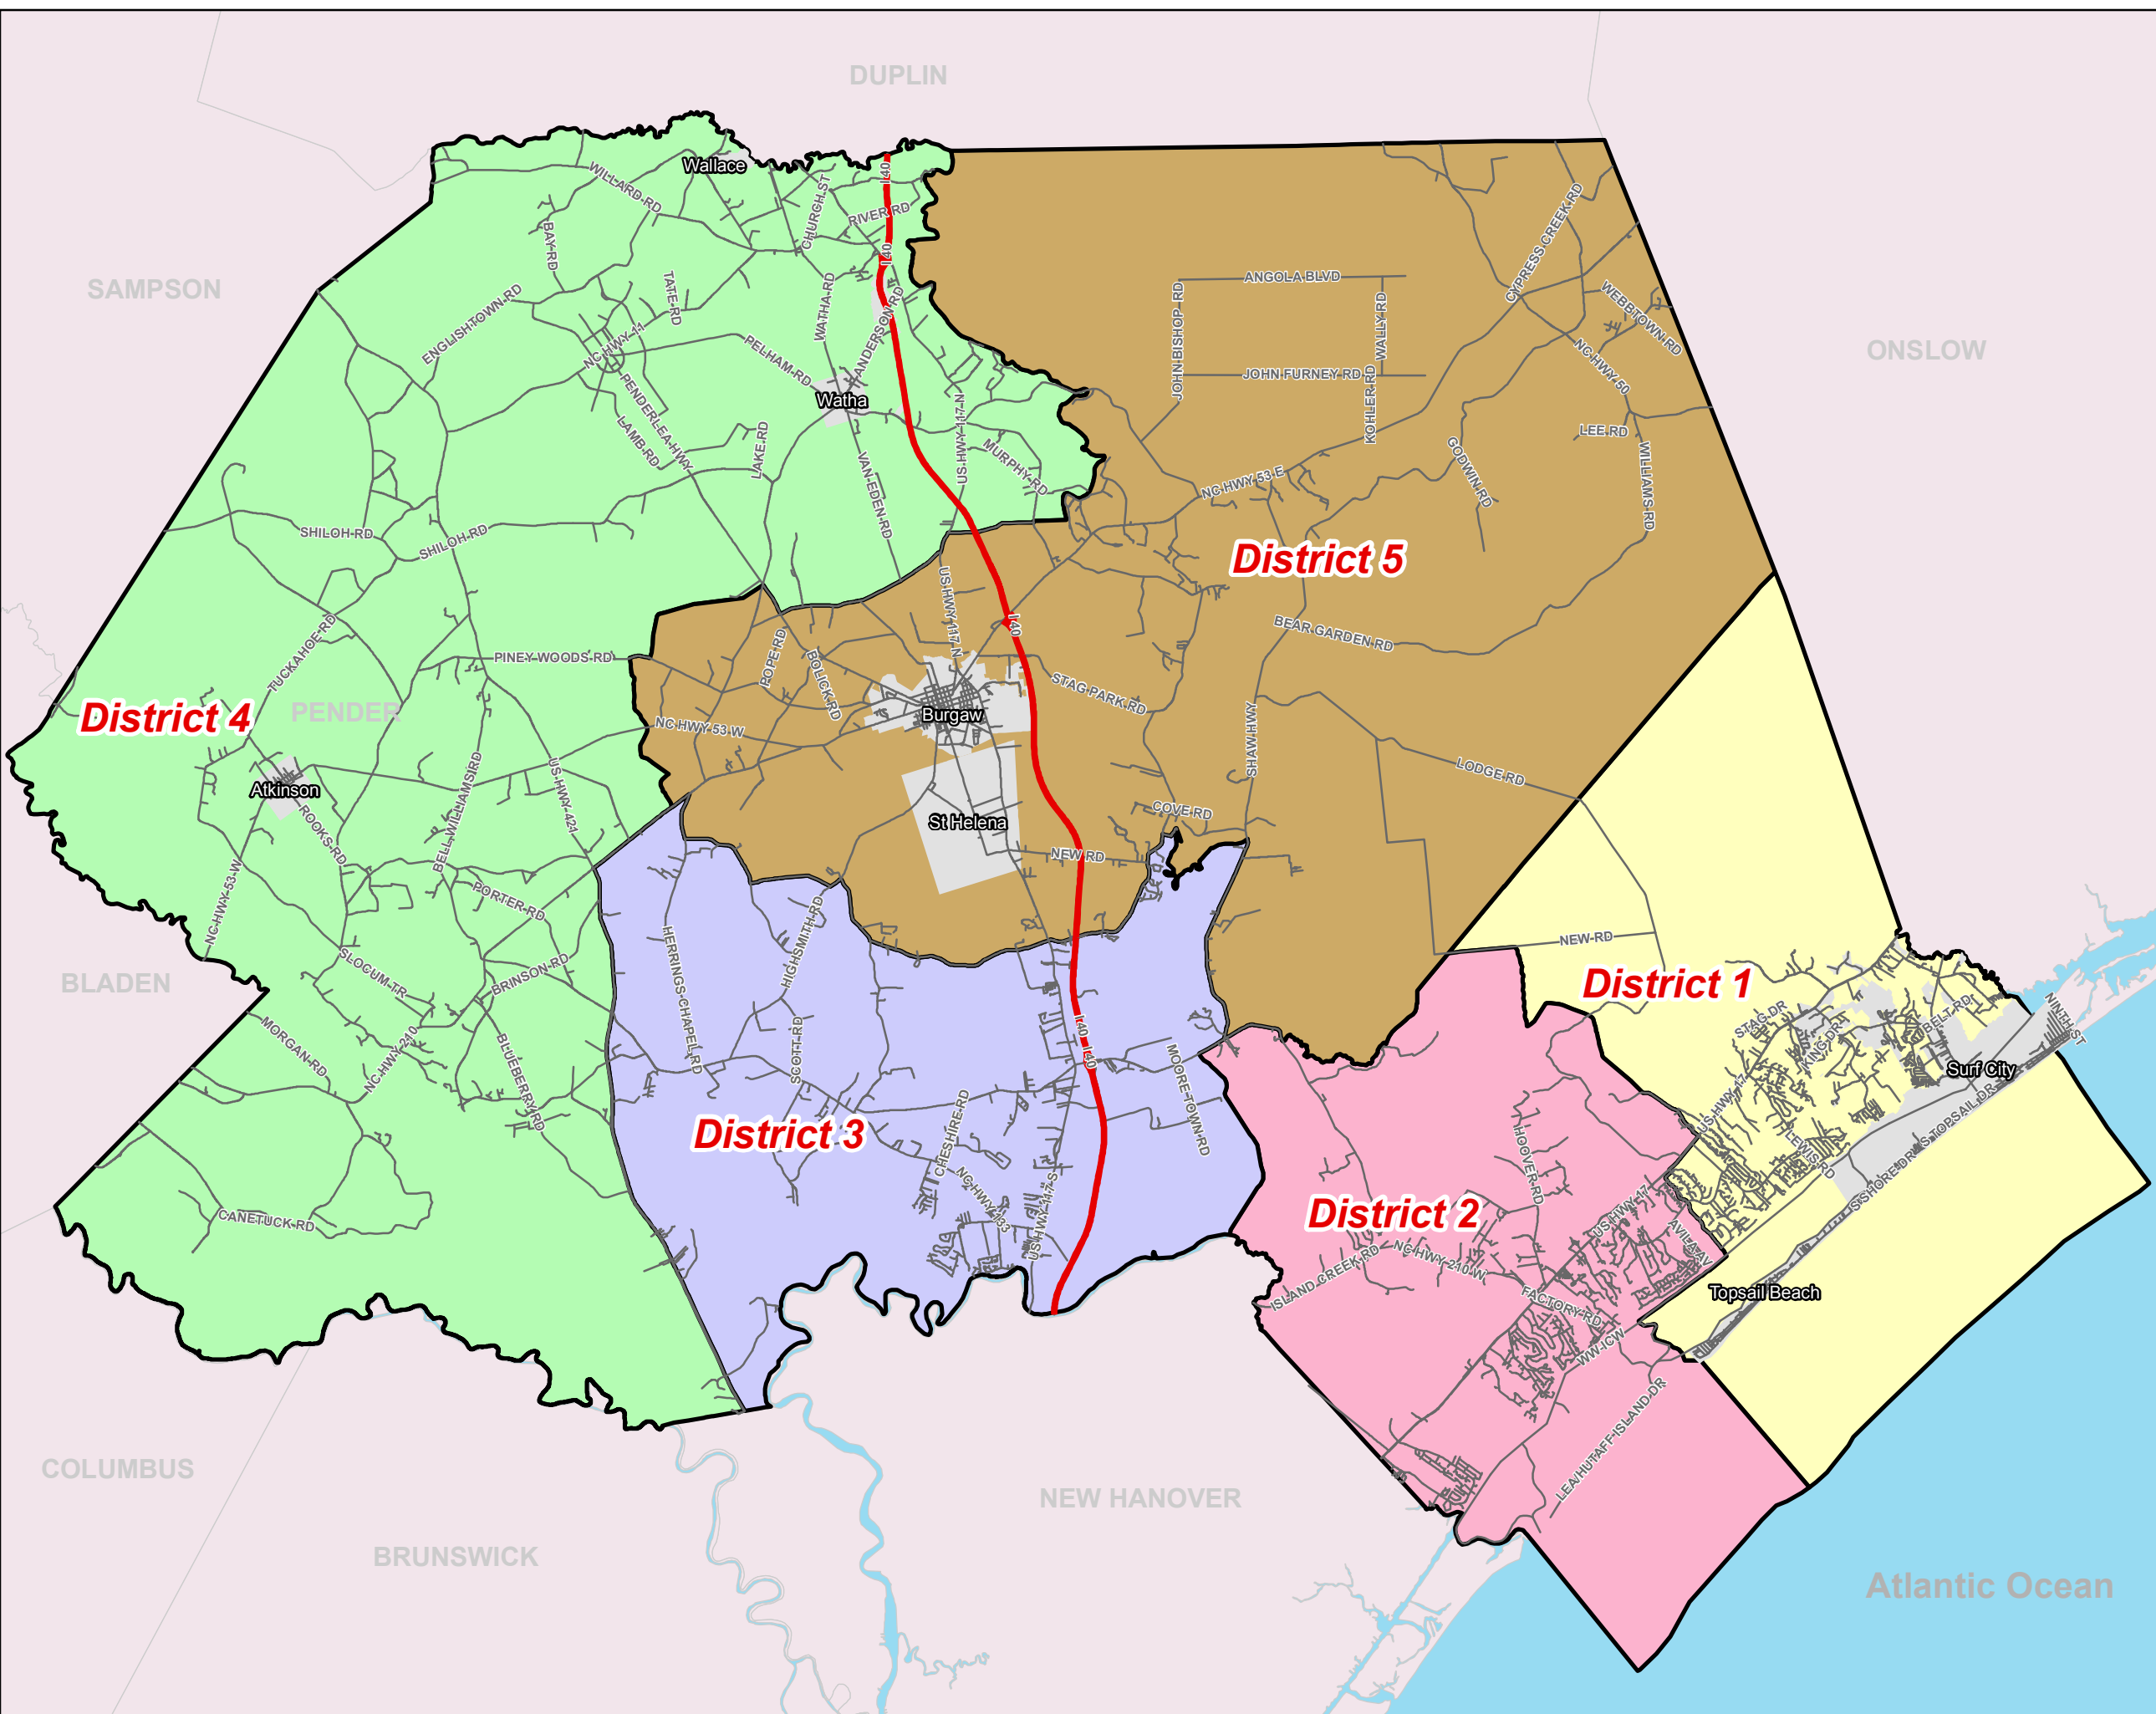 DUPLIN
Wallace
WILLARD RD
CHURCH ST
I 40
RIVER RD
BAY RD
I 40
CYPRESS CREEK RD
SAMPSON
TATE RD
WATHA RD
ANGOLA BLVD
WEBBTOWN RD
ENGLISHTOWN RD
NC HWY 11
ANDERSON RD
JOHN BISHOP RD
WALLY RD
ONSLOW
PELHAM RD
JOHN FURNEY RD
NC HWY 50
PENDERLEA HWY
Watha
KOHLER RD
LAMB RD
LAKE RD
US HWY 117 N
LEE RD
MURPHY RD
GODWIN RD
WILLIAMS RD
VAN EDEN RD
NC HWY 53 E
SHILOH RD
SHILOH RD
District 5
US HWY 117 N
I 40
BEAR GARDEN RD
TUCKAHOE RD
PINEY WOODS RD
POPE RD
BOLICK RD
STAG PARK RD
District 4
PENDER
Burgaw
NC HWY 53 W
SHAW HWY
LODGE RD
Atkinson
BELL WILLIAMS RD
US HWY 421
COVE RD
St Helena
ROOKS RD
NEW RD
NC HWY 53 W
PORTER RD
HERRINGS CHAPEL RD
HIGHSMITH RD
NEW RD
BLADEN
SLOCUM TR
BRINSON RD
District 1
STAG DR
BELT RD
NINTH ST
MORGAN RD
NC HWY 210
BLUEBERRY RD
SCOTT RD
I 40
I 40
MOORE TOWN RD
KING DR
Surf City
US HWY 17
S TOPSAIL DR
District 3
CHESHIRE RD
HOOVER RD
LEWIS RD
S SHORE DR
CANETUCK RD
NC HWY 133
US HWY 117 S
District 2
US HWY 17
AVILA AV
ISLAND CREEK RD
NC HWY 210 W
FACTORY RD
Topsail Beach
WW-ICW
LEA/HUTAFF ISLAND DR
COLUMBUS
NEW HANOVER
BRUNSWICK
Atlantic Ocean